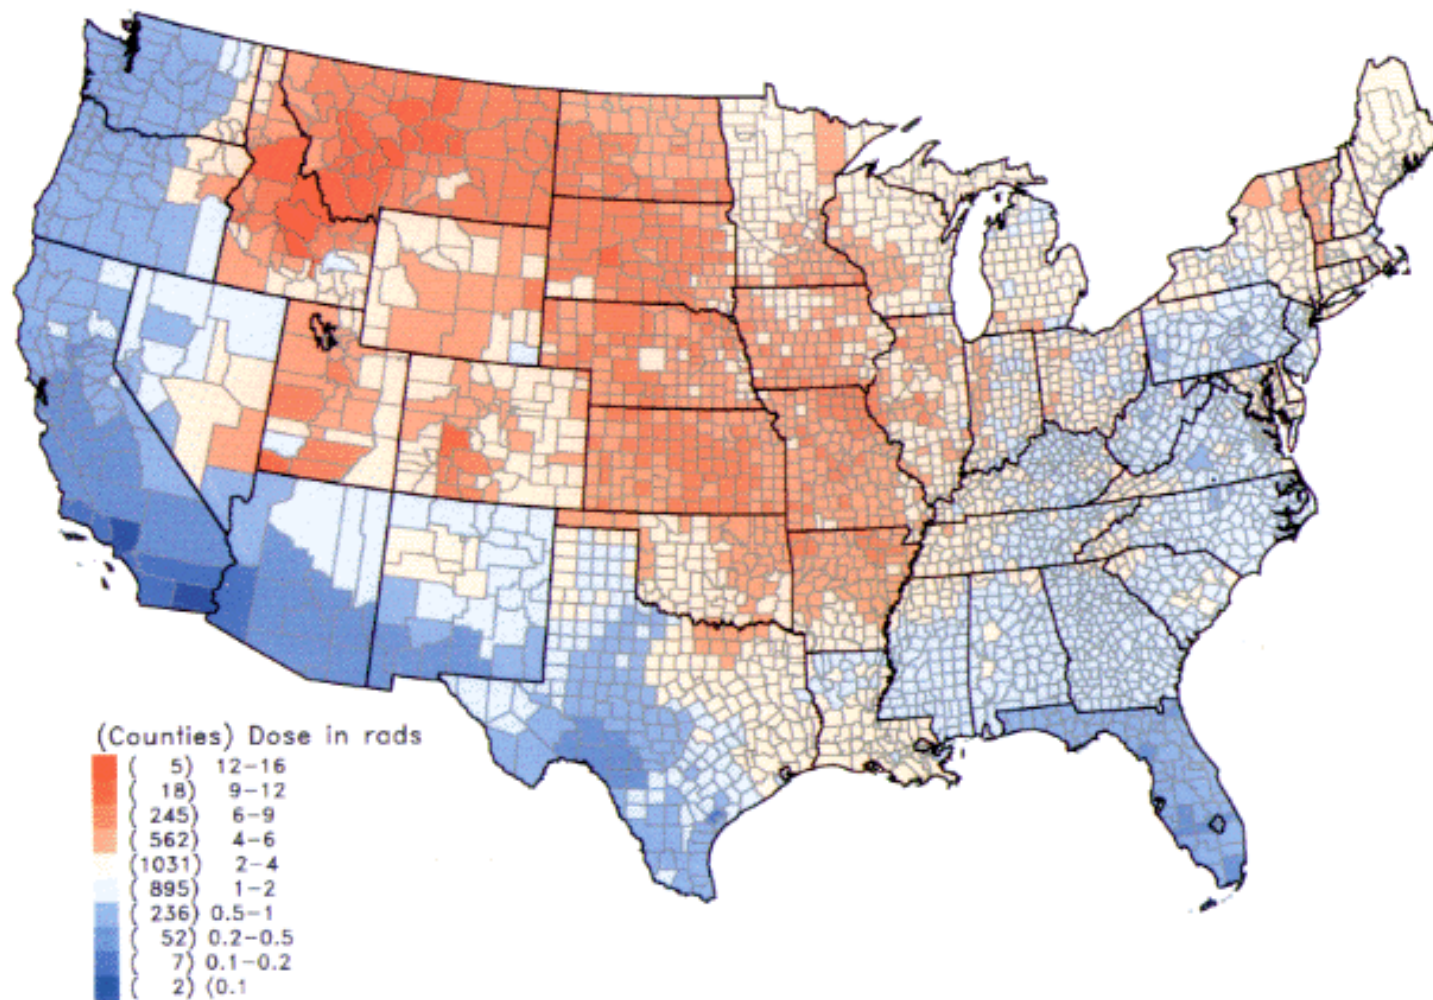 (Counties) Dose in rads
( 5) 12-16
( 18) 9-12
( 245) 6-9
( 562) 4-6
(1031) 2-4
( 895) 1-2
( 236) 0.5-1
( 52) 0.2-0.5
( 7) 0.1-0.2
( 2) (0.1